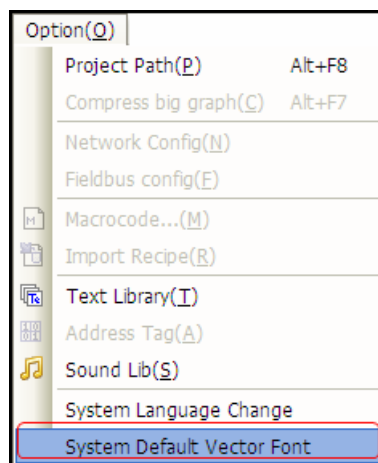 Option(O)
Project Path(P) Alt+F8
Compress big graph(C) Alt+F7
Network Config(N)
Fieldbus config(F)
Macrocode...(M)
Import Recipe(R)
Text Library(T)
Address Tag(A)
Sound Lib(S)
System Language Change
System Default Vector Font